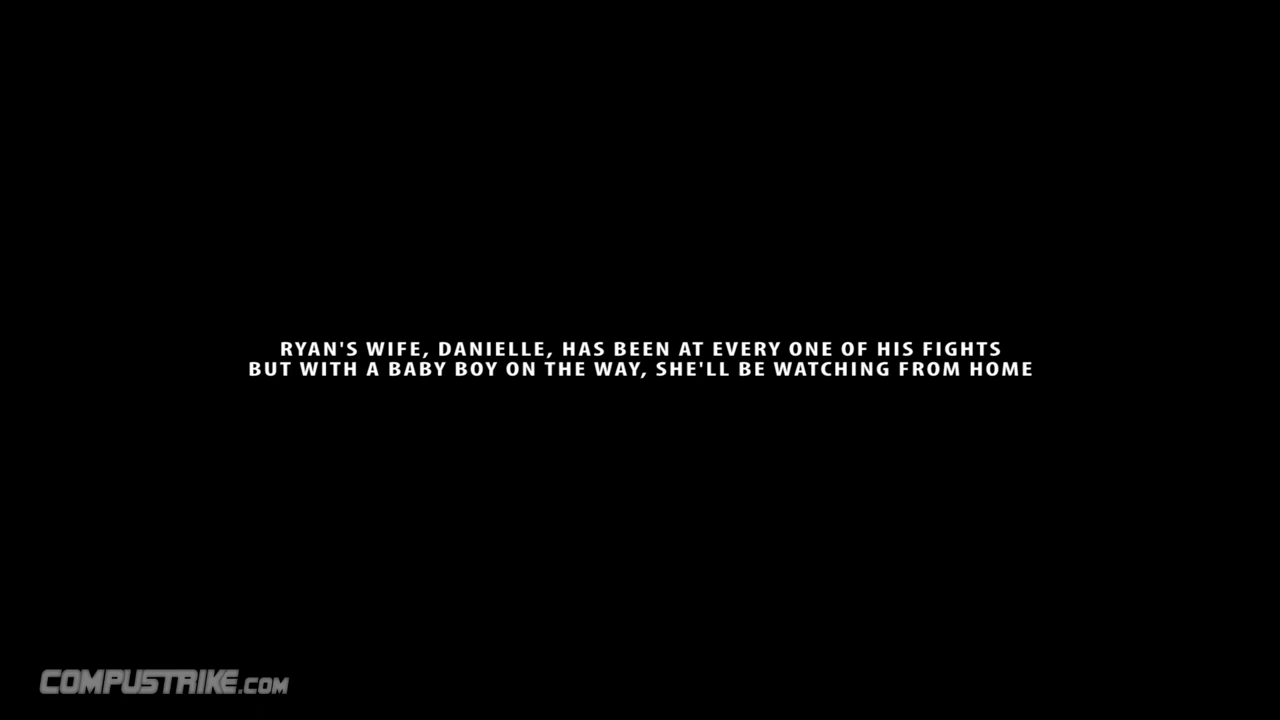 RYAN'S WIFE, DANIELLE, HAS BEEN AT EVERY ONE OF HIS FIGHTS
BUT WITH A BABY BOY ON THE WAY, SHE'LL BE WATCHING FROM HOME
COMPUSTRIKE.COM